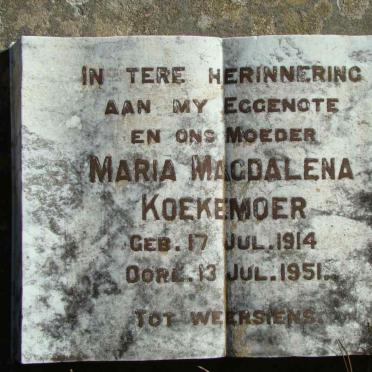 IN TERE HERINNERING
AAN MY EGGENOTE
EN ONS MOEDER
MARIA MAGDALENA
KOEKEMOER
GEB. 17 JUL. 1914
OORL. 13 JUL. 1951.
TOT WEERSIENS.